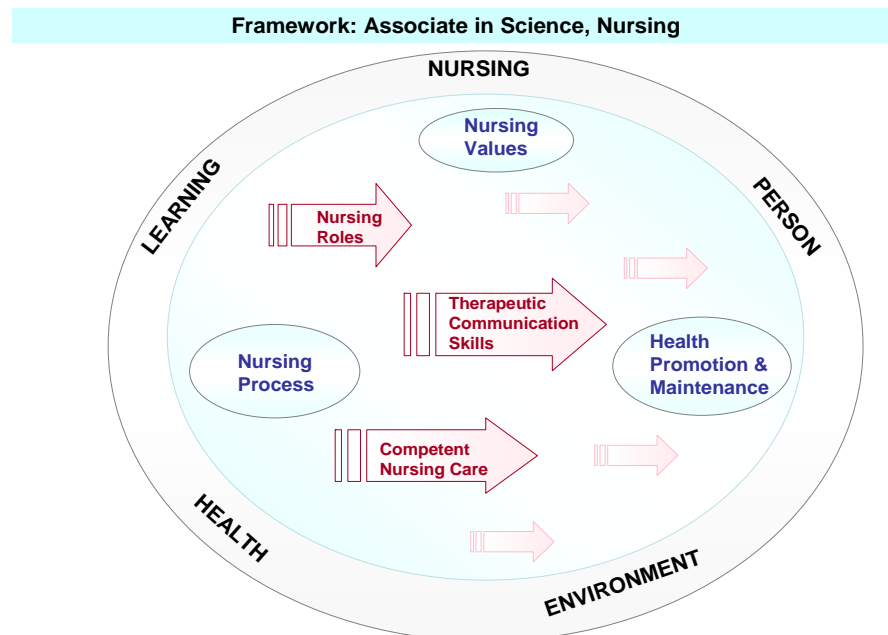 Framework: Associate in Science, Nursing
NURSING
Nursing
Values
LEARNING
PERSON
Nursing
Roles
Therapeutic
Communication
Skills
Nursing
Process
Health
Promotion &
Maintenance
Competent
Nursing Care
HEALTH
ENVIRONMENT